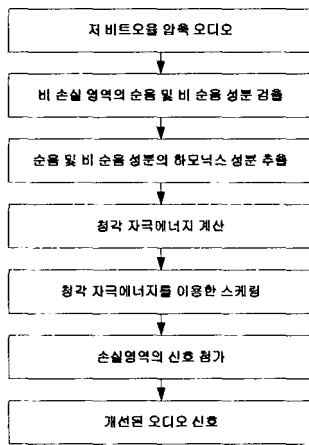 저 비트오율 압축 오디오
비 손실 영역의 순음 및 비 순음 성분 검출
순음 및 비 순음 성분의 하모닉스 성분 추출
청각 자극에너지 계산
청각 자극에너지를 이용한 스케링
손실영역의 신호 첨가
개선된 오디오 신호